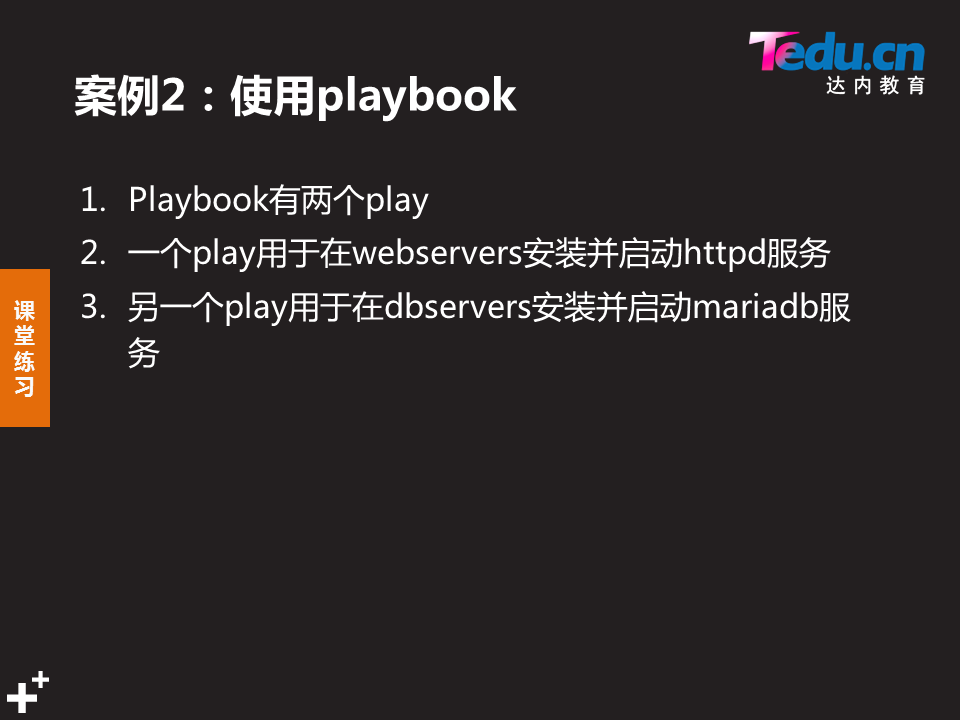 Tedu.cn
达内教育
案例2：使用playbook
1. Playbook有两个play
2. 一个play用于在webservers安装并启动httpd服务
3. 另一个play用于在dbservers安装并启动mariadb服
务
课
堂
练
习